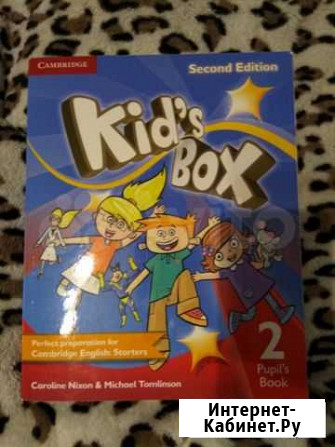 CAMBRIDGE
Second Edition
Kid's
BOX
Perfect preparation for
Cambridge English: Starters
2
Pupil's
Book
Caroline Nixon & Michael Tomlinson
Интернет-
Кабинет.Ру